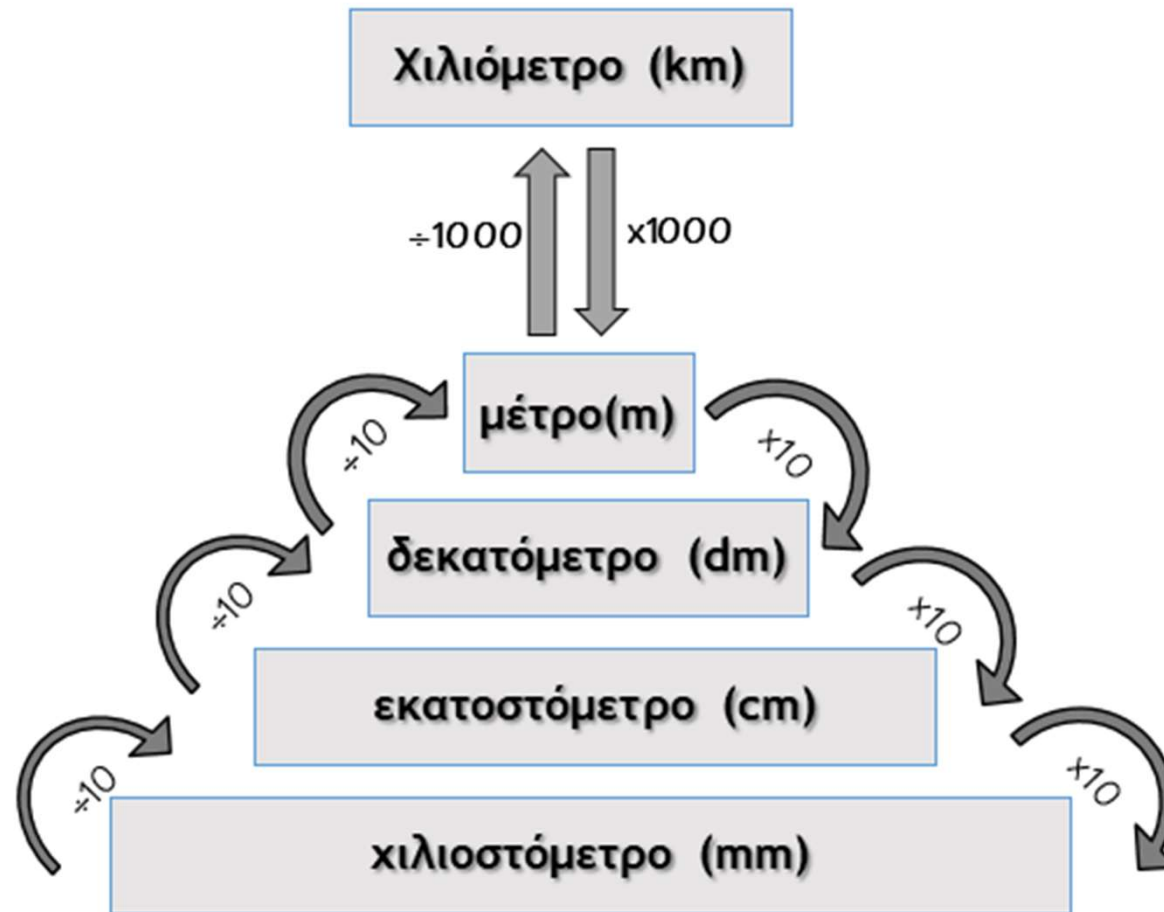 Χιλιόμετρο (km)
÷1000
x1000
μέτρο(m)
÷10
x10
δεκατόμετρο (dm)
÷10
x10
εκατοστόμετρο (cm)
÷10
x10
χιλιοστόμετρο (mm)